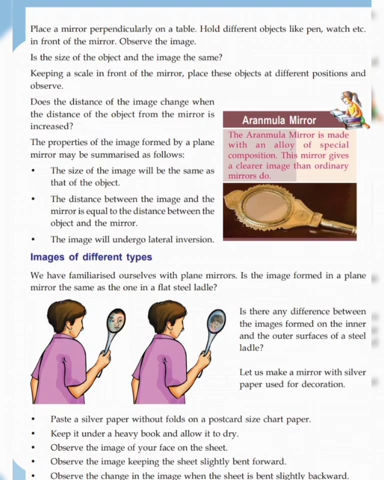 Place a mirror perpendicularly on a table. Hold different objects like pen, watch etc.
in front of the mirror. Observe the image.
Is the size of the object and the image the same?
Keeping a scale in front of the mirror, place these objects at different positions and
observe.
Does the distance of the image change when
the distance of the object from the mirror is
increased?
The properties of the image formed by a plane
mirror may be summarised as follows:
• The size of the image will be the same as
that of the object.
• The distance between the image and the
mirror is equal to the distance between the
object and the mirror.
• The image will undergo lateral inversion.
Aranmula Mirror
The Aranmula Mirror is made
with an alloy of special
composition. This mirror gives
a clearer image than ordinary
mirrors do.
Images of different types
We have familiarised ourselves with plane mirrors. Is the image formed in a plane
mirror the same as the one in a flat steel ladle?
Is there any difference between
the images formed on the inner
and the outer surfaces of a steel
ladle?
Let us make a mirror with silver
paper used for decoration.
• Paste a silver paper without folds on a postcard size chart paper.
• Keep it under a heavy book and allow it to dry.
• Observe the image of your face on the sheet.
• Observe the image keeping the sheet slightly bent forward.
• Observe the change in the image when the sheet is bent slightly backward.